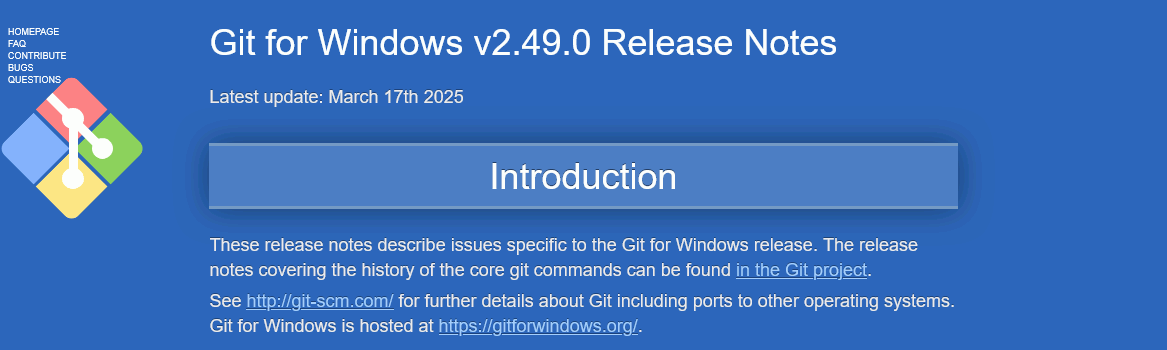 HOMEPAGE
FAQ
CONTRIBUTE
BUGS
QUESTIONS
Git for Windows v2.49.0 Release Notes
Latest update: March 17th 2025
Introduction
These release notes describe issues specific to the Git for Windows release. The release
notes covering the history of the core git commands can be found in the Git project.
See http://git-scm.com/ for further details about Git including ports to other operating systems.
Git for Windows is hosted at https://gitforwindows.org/.